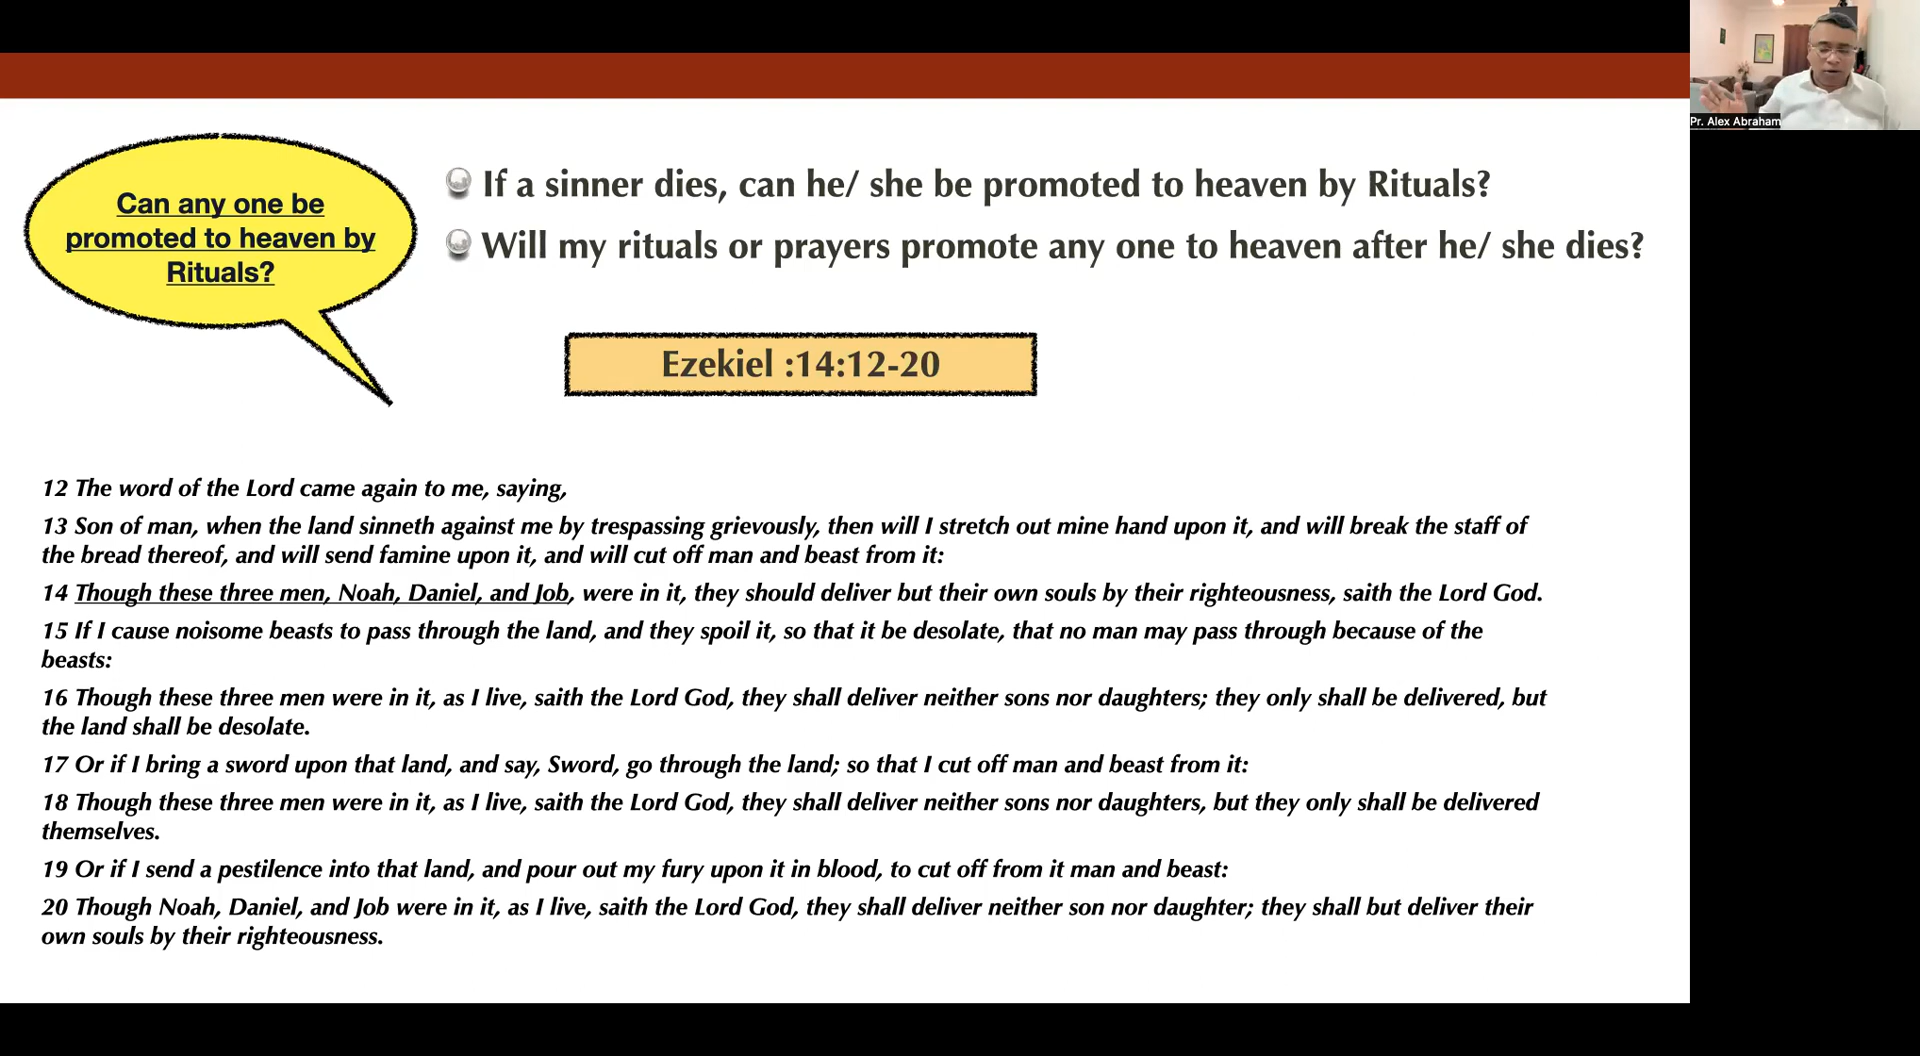 Can any one be
promoted to heaven by
Rituals?
If a sinner dies, can he/ she be promoted to heaven by Rituals?
Will my rituals or prayers promote any one to heaven after he/ she dies?
Ezekiel :14:12-20
12 The word of the Lord came again to me, saying,
13 Son of man, when the land sinneth against me by trespassing grievously, then will I stretch out mine hand upon it, and will break the staff of
the bread thereof, and will send famine upon it, and will cut off man and beast from it:
14 Though these three men, Noah, Daniel, and Job, were in it, they should deliver but their own souls by their righteousness, saith the Lord God.
15 If I cause noisome beasts to pass through the land, and they spoil it, so that it be desolate, that no man may pass through because of the
beasts:
16 Though these three men were in it, as I live, saith the Lord God, they shall deliver neither sons nor daughters; they only shall be delivered, but
the land shall be desolate.
17 Or if I bring a sword upon that land, and say, Sword, go through the land; so that I cut off man and beast from it:
18 Though these three men were in it, as I live, saith the Lord God, they shall deliver neither sons nor daughters, but they only shall be delivered
themselves.
19 Or if I send a pestilence into that land, and pour out my fury upon it in blood, to cut off from it man and beast:
20 Though Noah, Daniel, and Job were in it, as I live, saith the Lord God, they shall deliver neither son nor daughter; they shall but deliver their
own souls by their righteousness.
Pr. Alex Abraham